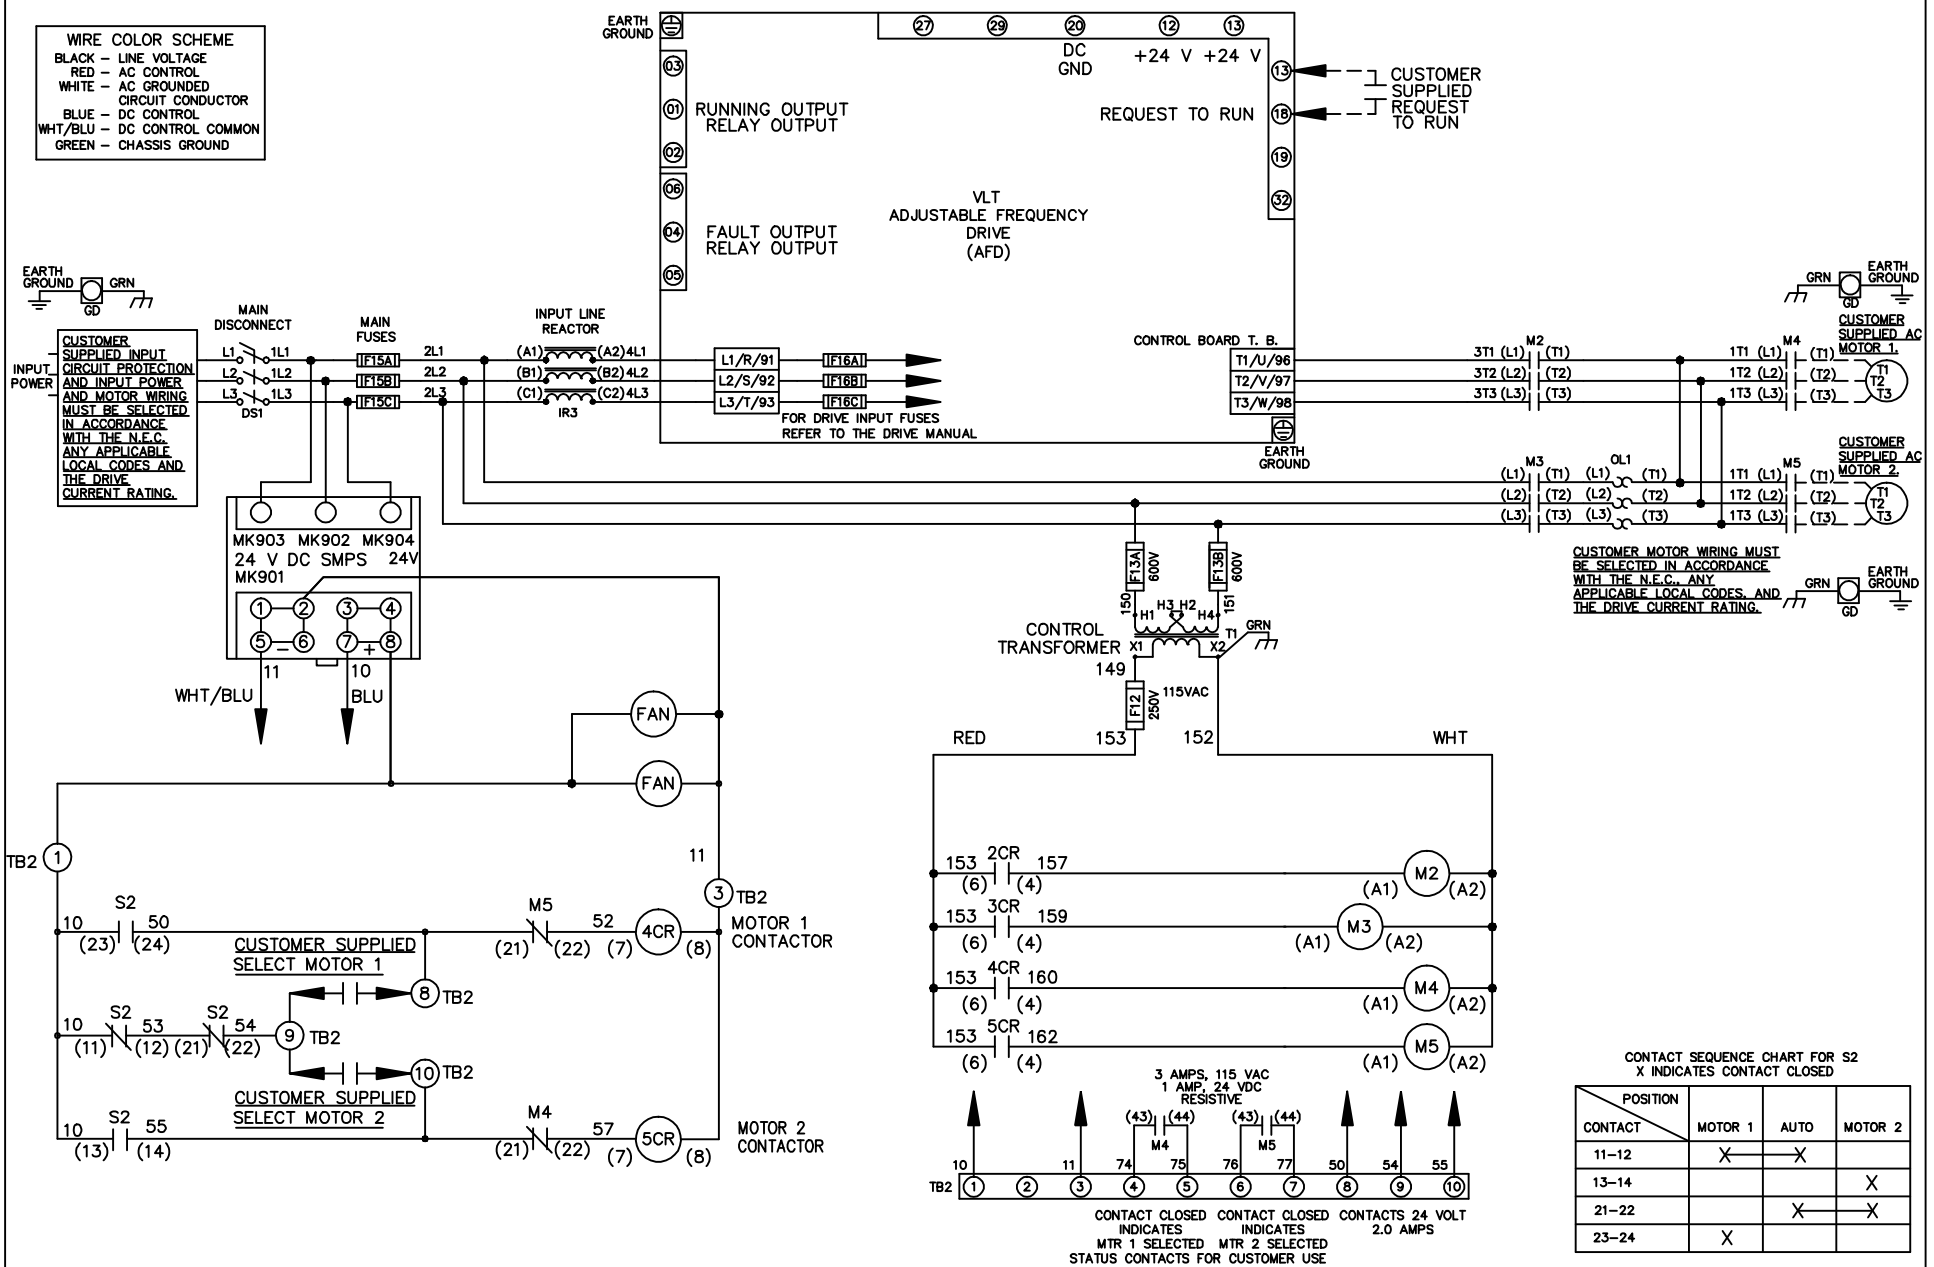 WIRE COLOR SCHEME
BLACK – LINE VOLTAGE
RED – AC CONTROL
WHITE – AC GROUNDED
CIRCUIT CONDUCTOR
BLUE – DC CONTROL
WHT/BLU – DC CONTROL COMMON
GREEN – CHASSIS GROUND
EARTH
GROUND
27 29 20 12 13
DC
GND
+24 V +24 V
03
01
02
RUNNING OUTPUT
RELAY OUTPUT
06
04
05
FAULT OUTPUT
RELAY OUTPUT
REQUEST TO RUN
13
18
19
32
CUSTOMER
SUPPLIED
REQUEST
TO RUN
VLT
ADJUSTABLE FREQUENCY
DRIVE
(AFD)
EARTH
GROUND
GRN
GD
INPUT
POWER
CUSTOMER
SUPPLIED INPUT
CIRCUIT PROTECTION
AND INPUT POWER
AND MOTOR WIRING
MUST BE SELECTED
IN ACCORDANCE
WITH THE N.E.C.
ANY APPLICABLE
LOCAL CODES AND
THE DRIVE
CURRENT RATING.
MAIN
DISCONNECT
L1 1L1
L2 1L2
L3 1L3
DS1
MAIN
FUSES
F15A
F15B
F15C
2L1
2L2
2L3
INPUT LINE
REACTOR
(A1) (A2) 4L1
(B1) (B2) 4L2
(C1) (C2) 4L3
IR3
L1/R/91
L2/S/92
L3/T/93
F16A
F16B
F16C
FOR DRIVE INPUT FUSES
REFER TO THE DRIVE MANUAL
CONTROL BOARD T. B.
T1/U/96
T2/V/97
T3/W/98
EARTH
GROUND
M2
3T1 (L1) (T1)
3T2 (L2) (T2)
3T3 (L3) (T3)
M3
(L1) (T1)
(L2) (T2)
(L3) (T3)
OL1
(L1) (T1)
(L2) (T2)
(L3) (T3)
GRN
GD
EARTH
GROUND
CUSTOMER
SUPPLIED AC
MOTOR 1.
M4
1T1 (L1) (T1)
1T2 (L2) (T2)
1T3 (L3) (T3)
T1
T2
T3
CUSTOMER
SUPPLIED AC
MOTOR 2.
M5
1T1 (L1) (T1)
1T2 (L2) (T2)
1T3 (L3) (T3)
T1
T2
T3
CUSTOMER MOTOR WIRING MUST
BE SELECTED IN ACCORDANCE
WITH THE N.E.C., ANY
APPLICABLE LOCAL CODES, AND
THE DRIVE CURRENT RATING.
GRN
GD
EARTH
GROUND
MK903 MK902 MK904
24 V DC SMPS 24V
MK901
1 2 3 4
5 – 6 7 + 8
11
10
WHT/BLU
BLU
FAN
FAN
F13A
600V
F13B
600V
150
151
H1 H3 H2 H4
CONTROL
TRANSFORMER
X1 X2
T1
GRN
149
F12
250V
115VAC
RED
153
152
WHT
TB2 1
11
3 TB2
10 S2 50
(23) (24)
CUSTOMER SUPPLIED
SELECT MOTOR 1
M5
(21) (22)
52
(7) 4CR (8)
MOTOR 1
CONTACTOR
8 TB2
10 S2 53 S2 54
(11) (12) (21) (22)
9 TB2
10 TB2
CUSTOMER SUPPLIED
SELECT MOTOR 2
10 S2 55
(13) (14)
M4
(21) (22)
57
(7) 5CR (8)
MOTOR 2
CONTACTOR
153 2CR 157
(6) (4)
(A1) M2 (A2)
153 3CR 159
(6) (4)
(A1) M3 (A2)
153 4CR 160
(6) (4)
(A1) M4 (A2)
153 5CR 162
(6) (4)
(A1) M5 (A2)
3 AMPS, 115 VAC
1 AMP, 24 VDC
RESISTIVE
(43) (44) (43) (44)
M4 M5
10 11 74 75 76 77 50 54 55
TB2 1 2 3 4 5 6 7 8 9 10
CONTACT CLOSED
INDICATES
MTR 1 SELECTED
CONTACT CLOSED
INDICATES
MTR 2 SELECTED
STATUS CONTACTS FOR CUSTOMER USE
CONTACTS 24 VOLT
2.0 AMPS
CONTACT SEQUENCE CHART FOR S2
X INDICATES CONTACT CLOSED
POSITION
CONTACT MOTOR 1 AUTO MOTOR 2
11–12 X X
13–14 X
21–22 X X
23–24 X